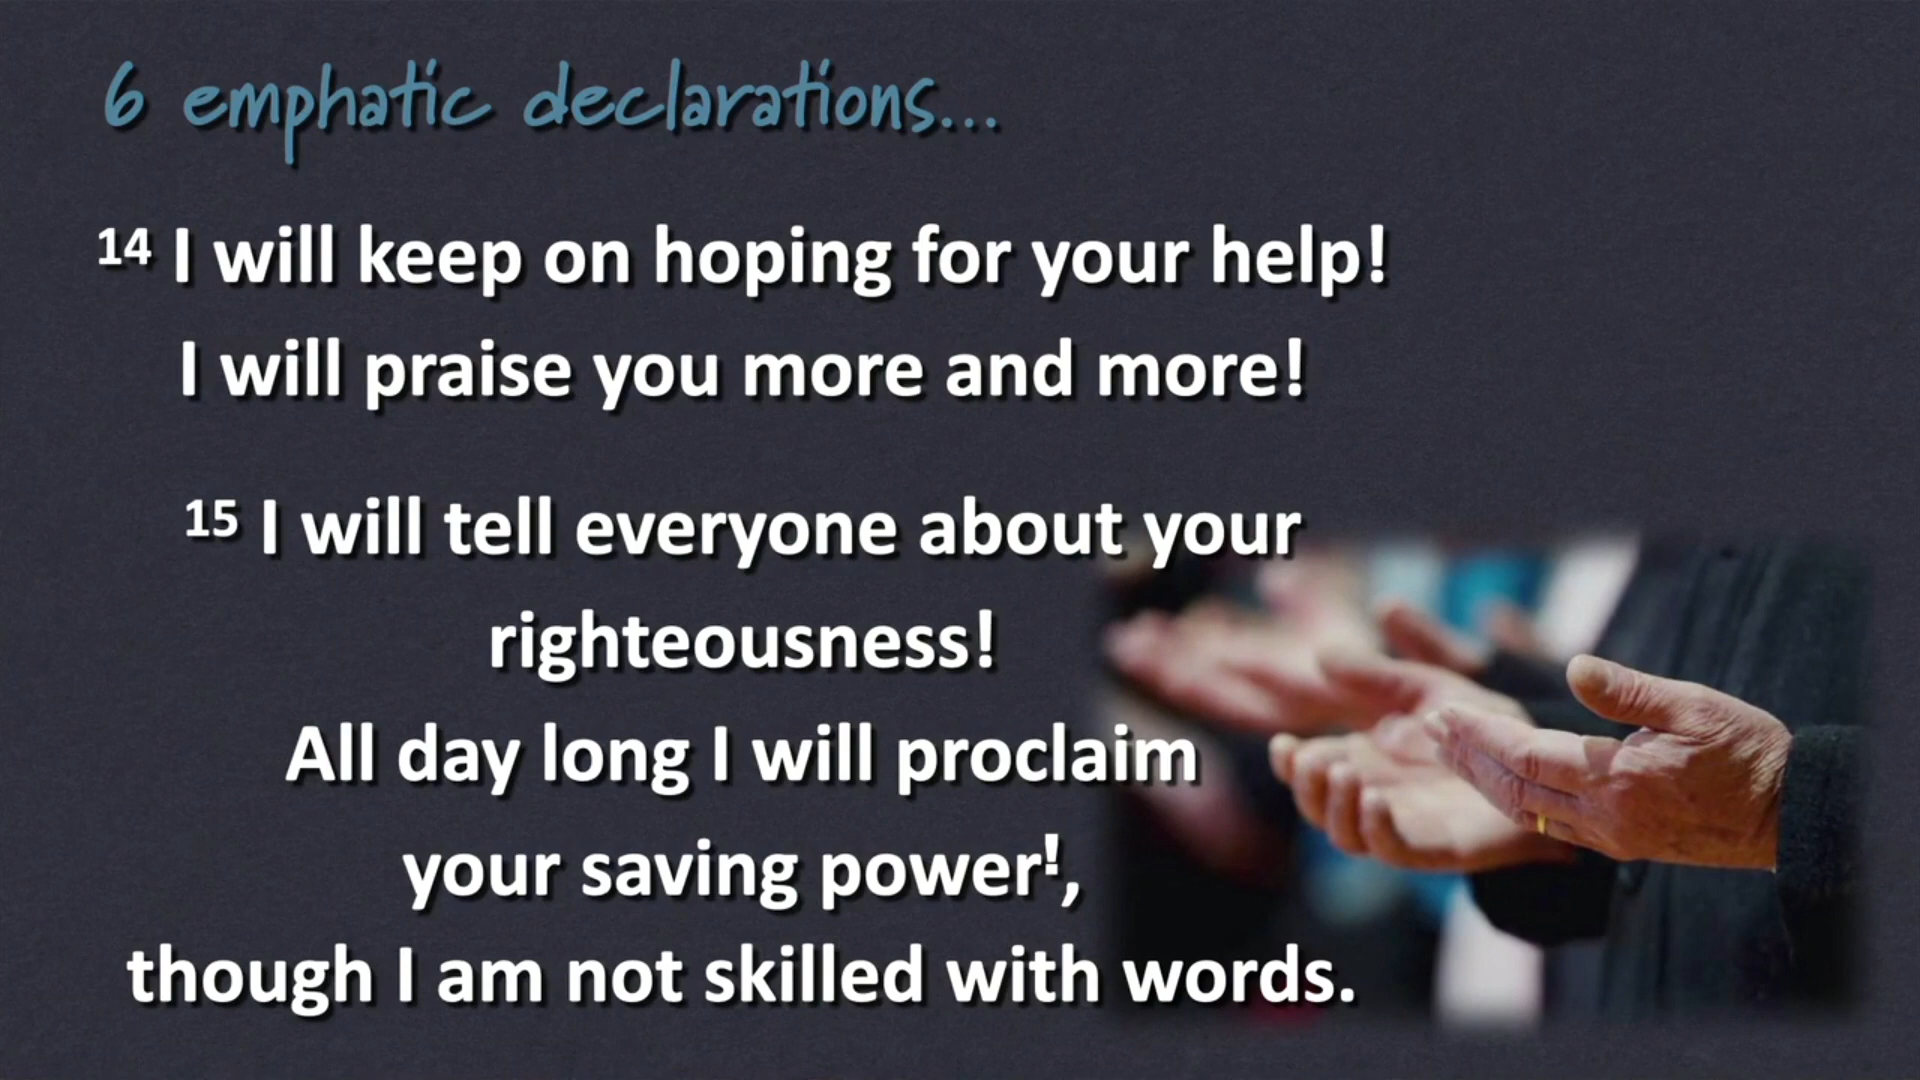 6 emphatic declarations...
14 I will keep on hoping for your help!
I will praise you more and more!
15 I will tell everyone about your
righteousness!
All day long I will proclaim
your saving power!,
though I am not skilled with words.